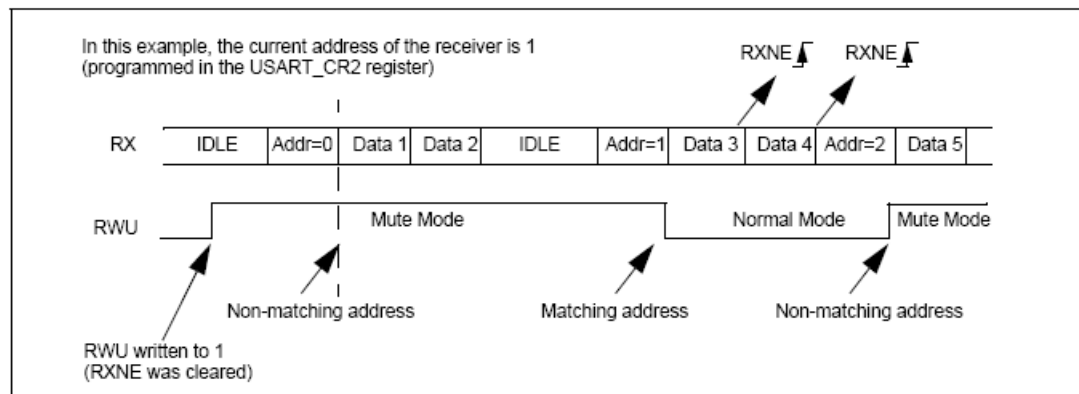 In this example, the current address of the receiver is 1
(programmed in the USART_CR2 register)
RXNE RXNE
RX IDLE Addr=0 Data 1 Data 2 IDLE Addr=1 Data 3 Data 4 Addr=2 Data 5
RWU Mute Mode Normal Mode Mute Mode
Non-matching address Matching address Non-matching address
RWU written to 1
(RXNE was cleared)